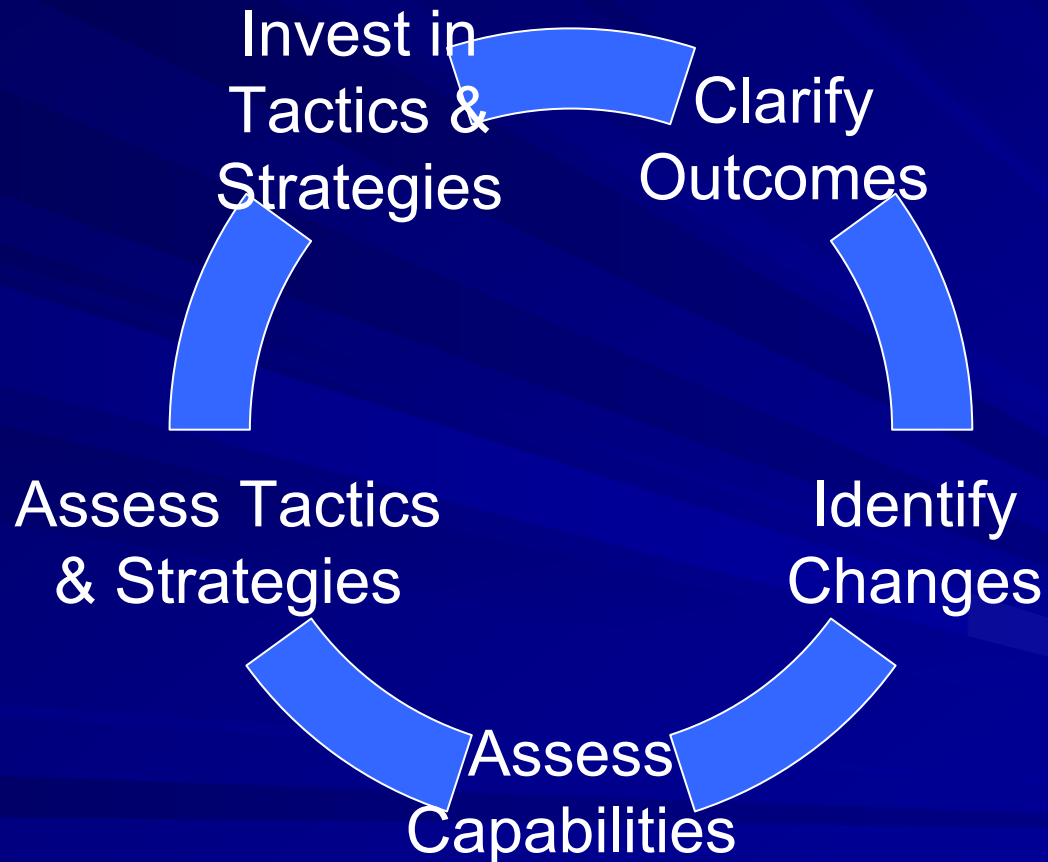 Invest in
Tactics &
Strategies
Clarify
Outcomes
Identify
Changes
Assess
Capabilities
Assess Tactics
& Strategies